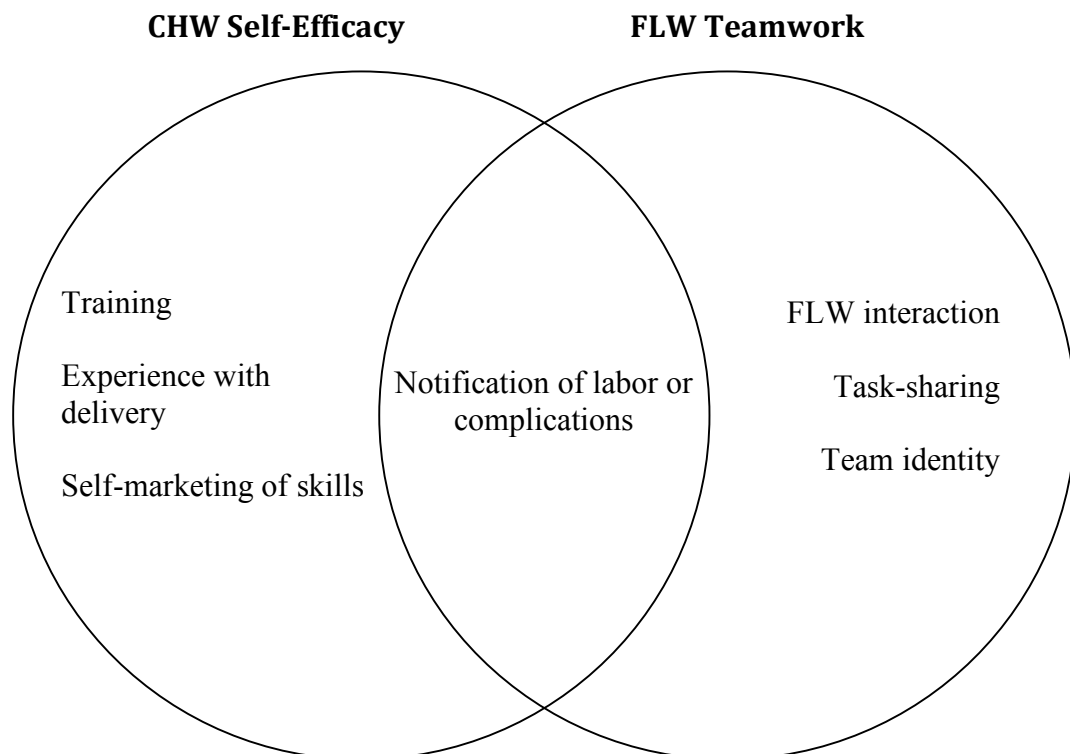 CHW Self-Efficacy
FLW Teamwork
Training
Experience with
delivery
Self-marketing of skills
Notification of labor or
complications
FLW interaction
Task-sharing
Team identity